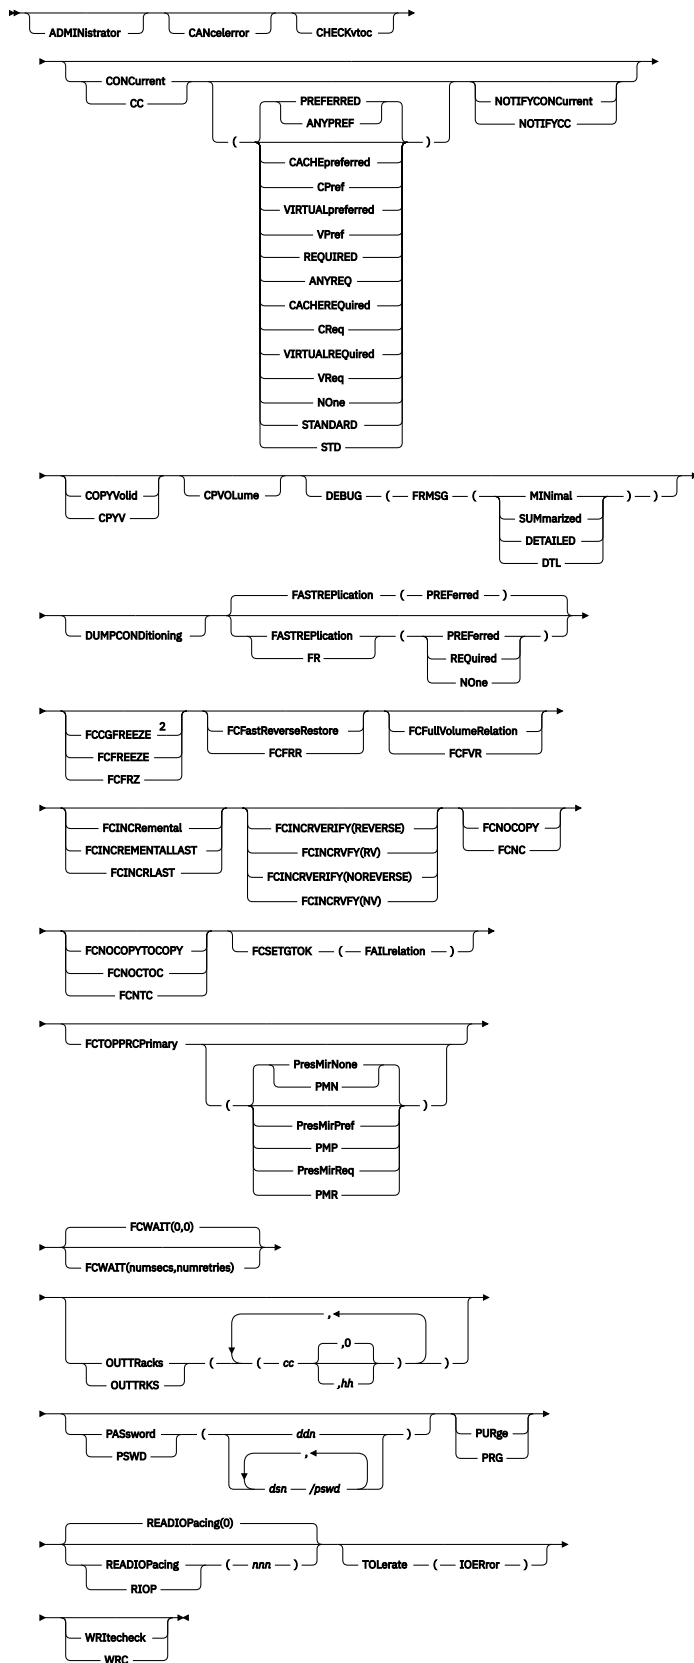 ADMINistrator CANcelerror CHECKvtoc
CONCurrent
CC
( PREFERRED )
ANYPREF
CACHEpreferred
CPref
VIRTUALpreferred
VPref
REQUIRED
ANYREQ
CACHEREQuired
CReq
VIRTUALREQuired
VReq
NOne
STANDARD
STD
NOTIFYCONCurrent
NOTIFYCC
COPYVolid
CPYV
CPVOLume
DEBUG ( FRMSG ( MINimal ) )
SUMmarized
DETAILED
DTL
DUMPCONDitioning
FASTREPlication ( PREFerred )
FASTREPlication ( PREFerred )
FR
REQuired
NOne
FCCGFREEZE 2
FCFREEZE
FCFRZ
FCFastReverseRestore
FCFRR
FCFullVolumeRelation
FCFVR
FCINCRemental
FCINCREMENTALLAST
FCINCRLAST
FCINCRVERIFY(REVERSE)
FCINCRVFY(RV)
FCINCRVERIFY(NOREVERSE)
FCINCRVFY(NV)
FCNOCOPY
FCNC
FCNOCOPYTOCOPY
FCNOCTOC
FCNTC
FCSETGTOK ( FAILrelation )
FCTOPPRCPrimary
( PresMirNone )
PMN
PresMirPref
PMP
PresMirReq
PMR
FCWAIT(0,0)
FCWAIT(numsecs,numretries)
OUTTRacks ( ( cc ,0 ) )
OUTTRKS
,
,hh
PASsword ( ddn )
PSWD
,
dsn /pswd
PURge
PRG
READIOPacing(0)
READIOPacing ( nnn )
RIOP
TOLerate ( IOERror )
WRItecheck
WRC